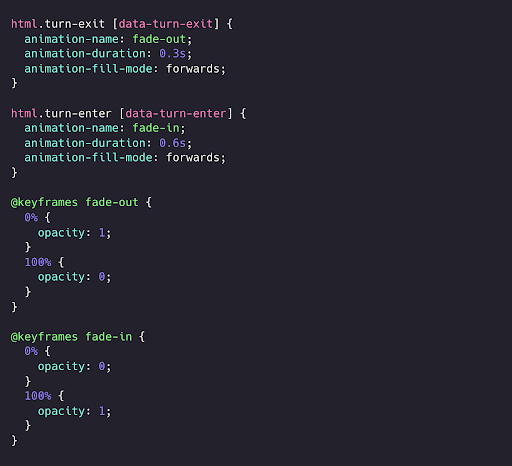 html.turn-exit [data-turn-exit] {
  animation-name: fade-out;
  animation-duration: 0.3s;
  animation-fill-mode: forwards;
}

html.turn-enter [data-turn-enter] {
  animation-name: fade-in;
  animation-duration: 0.6s;
  animation-fill-mode: forwards;
}

@keyframes fade-out {
  0% {
    opacity: 1;
  }
  100% {
    opacity: 0;
  }
}

@keyframes fade-in {
  0% {
    opacity: 0;
  }
  100% {
    opacity: 1;
  }
}